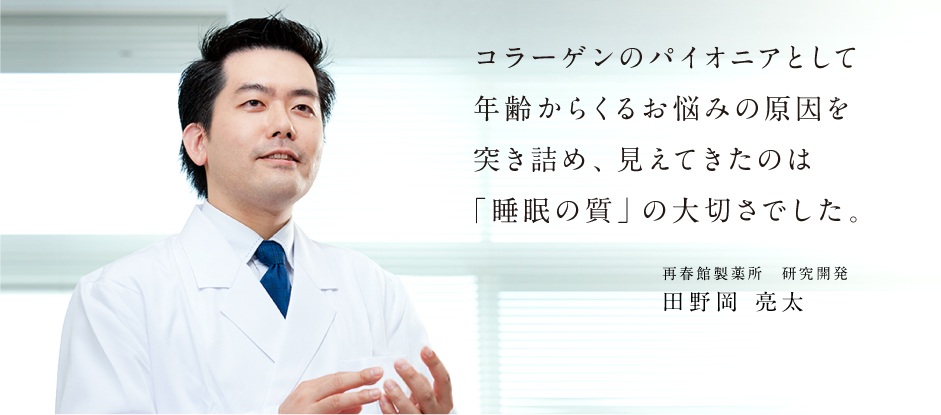 コラーゲンのパイオニアとして
年齢からくるお悩みの原因を
突き詰め、見えてきたのは
「睡眠の質」の大切さでした。
再春館製薬所　研究開発
田野岡 亮太